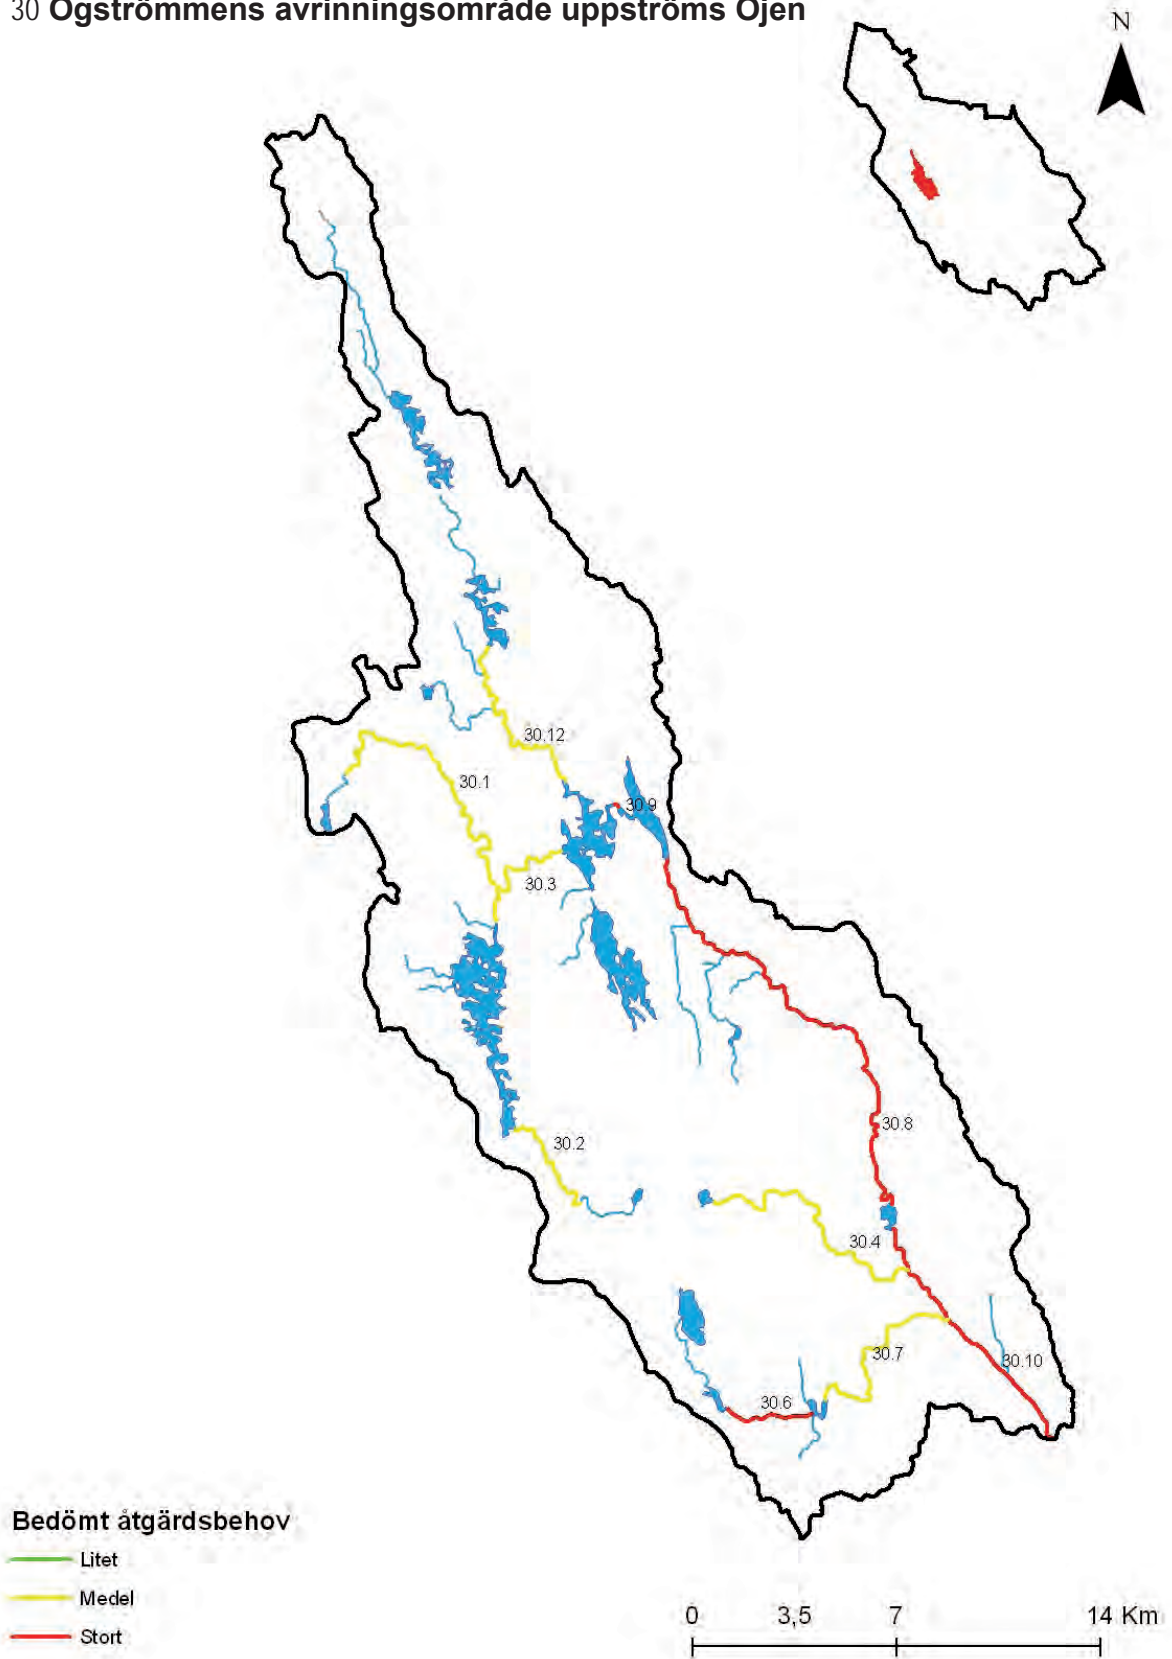 30 Ogströmmens avrinningsområde uppströms Öjen
N
30.12
30.1
30.9
30.3
30.8
30.2
30.4
30.7
30.10
30.6
Bedömt åtgärdsbehov
Litet
Medel
Stort
0 3,5 7 14 Km